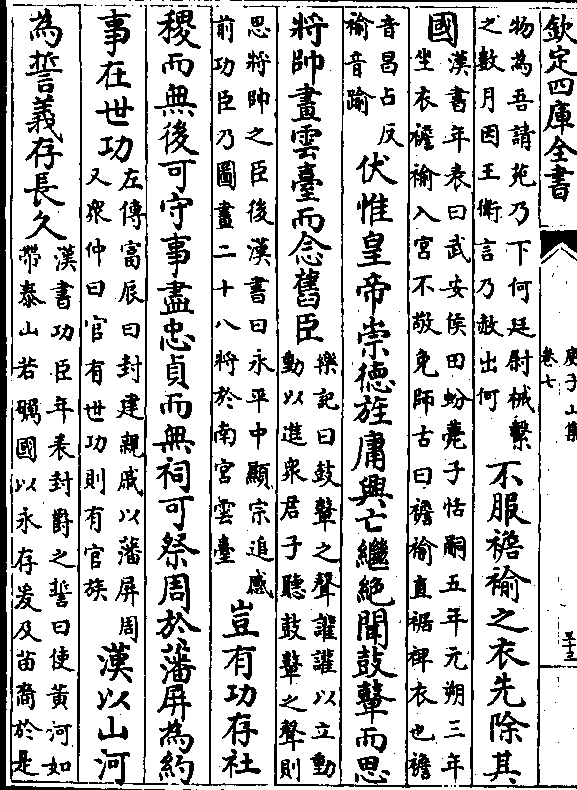 欽定四庫全書
庾子山集
卷七
五十三
物為吾請苑乃下何廷尉械繫
之數月因王衛言乃赦出何
不服襜褕之衣先除其
國
漢書年表曰武安侯田蚡薨子恬嗣五年元朔三年
坐衣襜褕入宮不敬免師古曰襜褕直裾襌衣也襜
音昌占反
褕音踰
伏惟皇帝崇德旌庸興亡繼絕聞鼓鼙而思
將帥畫雲臺而念舊臣
樂記曰鼓鼙之聲讙讙以立動
動以進衆君子聽鼓鼙之聲則
思將帥之臣後漢書曰永平中顯宗追感
前功臣乃圖畫二十八將於南宮雲臺
豈有功存社
稷而無後可守事盡忠貞而無祠可祭周於藩屏為約
事在世功
左傳富辰曰封建親戚以藩屏周
又衆仲曰官有世功則有官族
漢以山河
為誓義存長久
漢書功臣年表封爵之誓曰使黃河如
帶泰山若礪國以永存爰及苗裔於是